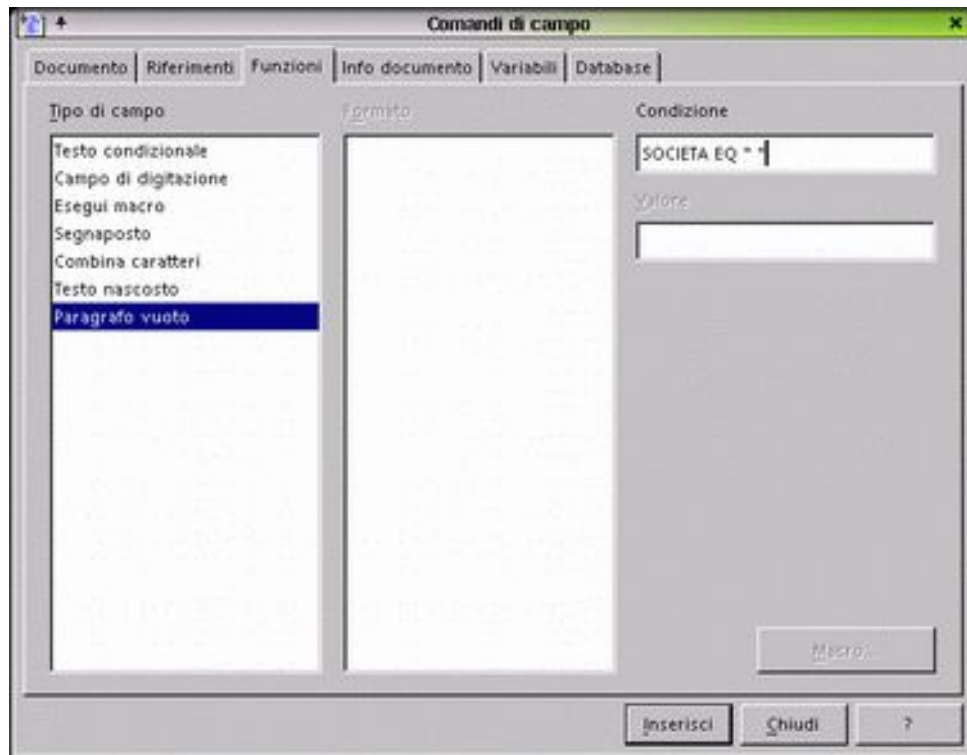 Comandi di campo
Documento Riferimenti Funzioni Info documento Variabili Database
Tipo di campo
Testo condizionale
Campo di digitazione
Esegui macro
Segnaposto
Combina caratteri
Testo nascosto
Paragrafo vuoto
Formato
Condizione
SOCIETA EQ " "
Valore
Macro...
Inserisci Chiudi ?